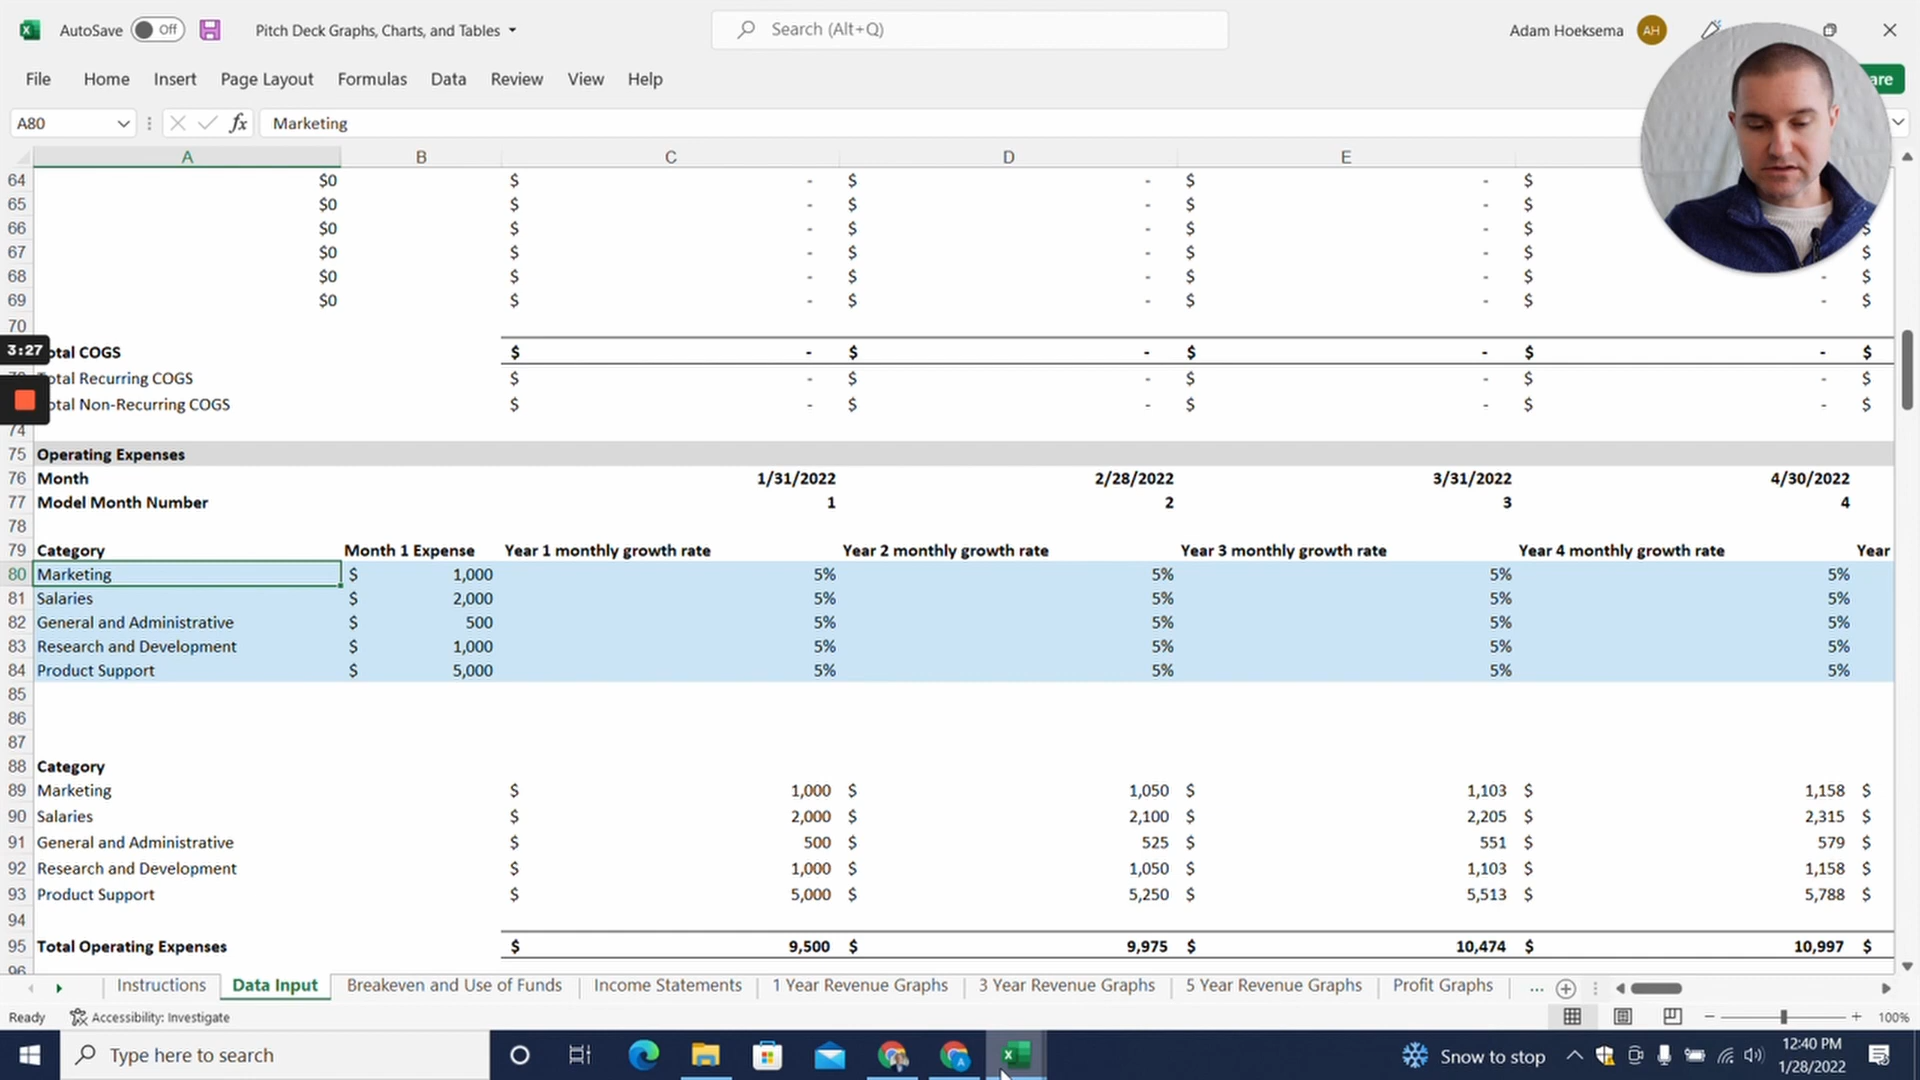 AutoSave Off Pitch Deck Graphs, Charts, and Tables Search (Alt+Q) Adam Hoeksema AH
File Home Insert Page Layout Formulas Data Review View Help are
A80 fx Marketing
A B C D E
64 $0 $ - $ - $ - $
65 $0 $ - $ - $ - $
66 $0 $ - $ - $ - $ $
67 $0 $ - $ - $ - $ $
68 $0 $ - $ - $ - $ - $
69 $0 $ - $ - $ - $ - $
70
3:27 otal COGS $ - $ - $ - $ - $
otal Recurring COGS $ - $ - $ - $ - $
otal Non-Recurring COGS $ - $ - $ - $ - $
74
75 Operating Expenses
76 Month 1/31/2022 2/28/2022 3/31/2022 4/30/2022
77 Model Month Number 1 2 3 4
78
79 Category Month 1 Expense Year 1 monthly growth rate Year 2 monthly growth rate Year 3 monthly growth rate Year 4 monthly growth rate Year
80 Marketing $ 1,000 5% 5% 5% 5%
81 Salaries $ 2,000 5% 5% 5% 5%
82 General and Administrative $ 500 5% 5% 5% 5%
83 Research and Development $ 1,000 5% 5% 5% 5%
84 Product Support $ 5,000 5% 5% 5% 5%
85
86
87
88 Category
89 Marketing $ 1,000 $ 1,050 $ 1,103 $ 1,158 $
90 Salaries $ 2,000 $ 2,100 $ 2,205 $ 2,315 $
91 General and Administrative $ 500 $ 525 $ 551 $ 579 $
92 Research and Development $ 1,000 $ 1,050 $ 1,103 $ 1,158 $
93 Product Support $ 5,000 $ 5,250 $ 5,513 $ 5,788 $
94
95 Total Operating Expenses $ 9,500 $ 9,975 $ 10,474 $ 10,997 $
96
Instructions Data Input Breakeven and Use of Funds Income Statements 1 Year Revenue Graphs 3 Year Revenue Graphs 5 Year Revenue Graphs Profit Graphs ...
Ready Accessibility: Investigate 100%
Type here to search Snow to stop 12:40 PM
1/28/2022